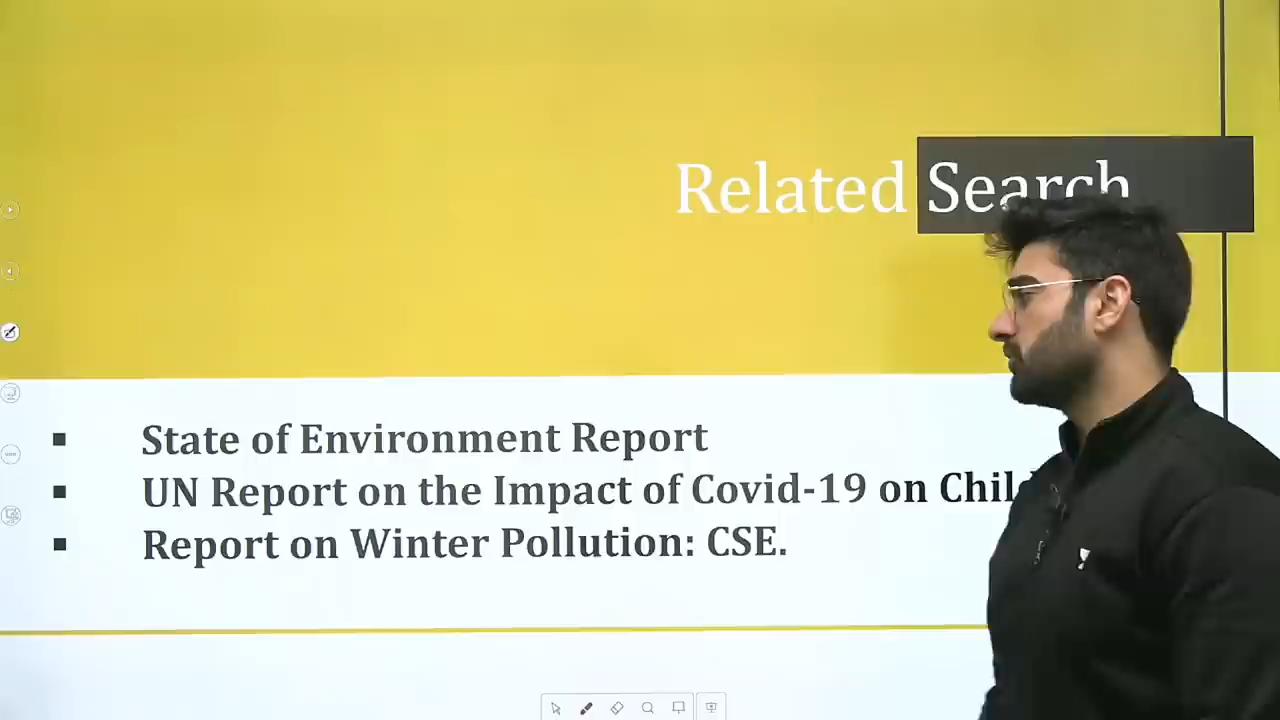 Related Search
State of Environment Report
UN Report on the Impact of Covid-19 on
Report on Winter Pollution: CSE.